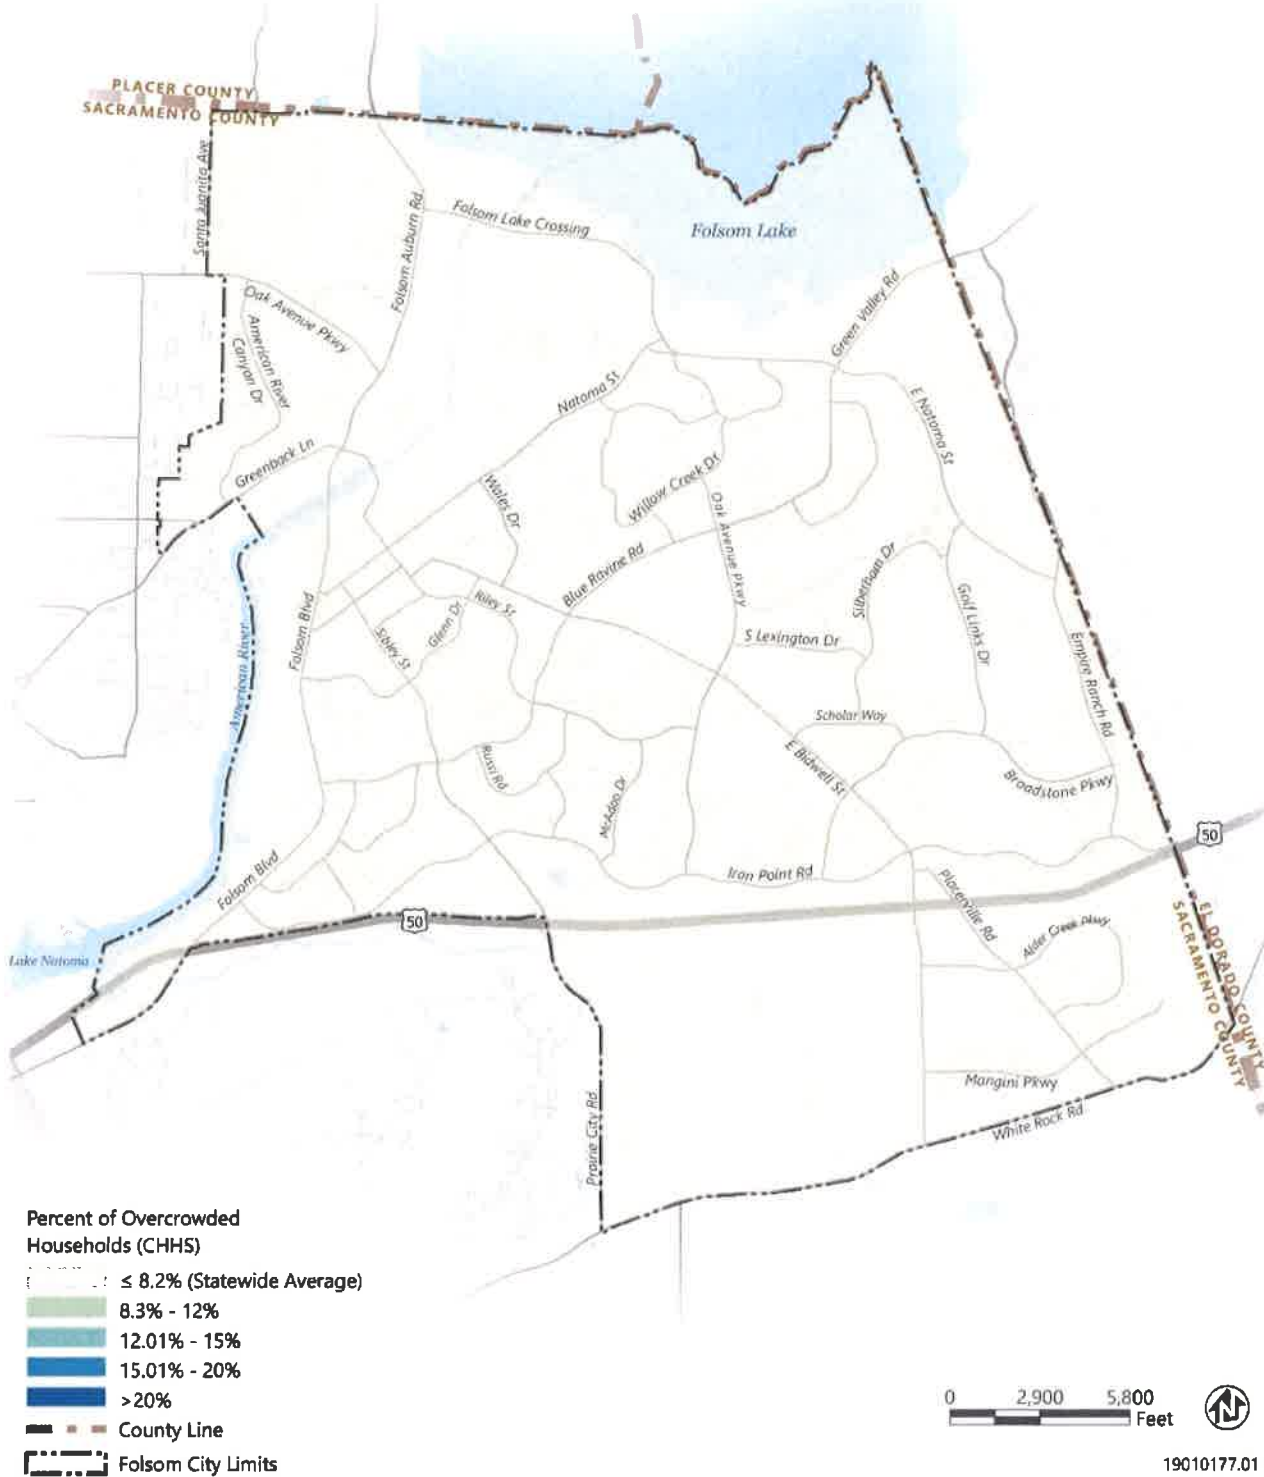 PLACER COUNTY
SACRAMENTO COUNTY
Santa Juanita Ave
Folsom Auburn Rd
Folsom Lake Crossing
Folsom Lake
Oak Avenue Pkwy
American River
Canyon Dr
Green Valley Rd
Natoma St
E Natoma St
Greenback Ln
Wales Dr
Willow Creek Dr
Oak Avenue Pkwy
Blue Ravine Rd
Silberhorn Dr
Golf Links Dr
Folsom Blvd
Sibley St
Glenn Dr
Riley St
S Lexington Dr
Empire Ranch Rd
American River
Scholar Way
E Bidwell St
Russi Rd
McAdoo Dr
Broadstone Pkwy
50
Folsom Blvd
Iron Point Rd
Placerville Rd
50
Alder Creek Pkwy
EL DORADO COUNTY
SACRAMENTO COUNTY
Lake Natoma
Mangini Pkwy
White Rock Rd
Prairie City Rd
Percent of Overcrowded
Households (CHHS)
≤ 8.2% (Statewide Average)
8.3% - 12%
12.01% - 15%
15.01% - 20%
>20%
County Line
Folsom City Limits
0 2,900 5,800
Feet
N
19010177.01